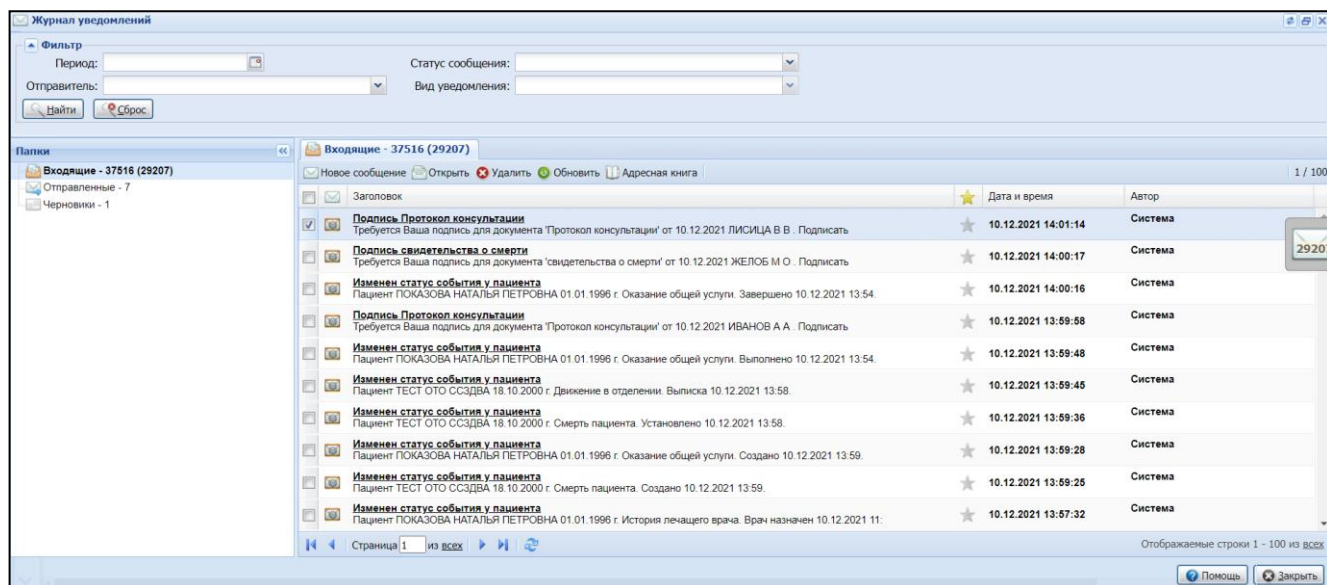 Журнал уведомлений
Фильтр
Период:
Статус сообщения:
Отправитель:
Вид уведомления:
Найти
Сброс
Папки
Входящие - 37516 (29207)
Отправленные - 7
Черновики - 1
Входящие - 37516 (29207)
Новое сообщение Открыть Удалить Обновить Адресная книга 1 / 100
Заголовок Дата и время Автор
Подпись Протокол консультации
Требуется Ваша подпись для документа 'Протокол консультации' от 10.12.2021 ЛИСИЦА В В . Подписать
10.12.2021 14:01:14 Система
Подпись свидетельства о смерти
Требуется Ваша подпись для документа 'свидетельства о смерти' от 10.12.2021 ЖЕЛОБ М О . Подписать
10.12.2021 14:00:17 Система
Изменен статус события у пациента
Пациент ПОКАЗОВА НАТАЛЬЯ ПЕТРОВНА 01.01.1996 г. Оказание общей услуги. Завершено 10.12.2021 13:54.
10.12.2021 14:00:16 Система
Подпись Протокол консультации
Требуется Ваша подпись для документа 'Протокол консультации' от 10.12.2021 ИВАНОВ А А . Подписать
10.12.2021 13:59:58 Система
Изменен статус события у пациента
Пациент ПОКАЗОВА НАТАЛЬЯ ПЕТРОВНА 01.01.1996 г. Оказание общей услуги. Выполнено 10.12.2021 13:54.
10.12.2021 13:59:48 Система
Изменен статус события у пациента
Пациент ТЕСТ ОТО ССЗДВА 18.10.2000 г. Движение в отделении. Выписка 10.12.2021 13:58.
10.12.2021 13:59:45 Система
Изменен статус события у пациента
Пациент ТЕСТ ОТО ССЗДВА 18.10.2000 г. Смерть пациента. Установлено 10.12.2021 13:58.
10.12.2021 13:59:36 Система
Изменен статус события у пациента
Пациент ПОКАЗОВА НАТАЛЬЯ ПЕТРОВНА 01.01.1996 г. Оказание общей услуги. Создано 10.12.2021 13:59.
10.12.2021 13:59:28 Система
Изменен статус события у пациента
Пациент ТЕСТ ОТО ССЗДВА 18.10.2000 г. Смерть пациента. Создано 10.12.2021 13:59.
10.12.2021 13:59:25 Система
Изменен статус события у пациента
Пациент ПОКАЗОВА НАТАЛЬЯ ПЕТРОВНА 01.01.1996 г. История лечащего врача. Врач назначен 10.12.2021 11:
10.12.2021 13:57:32 Система
29207
Страница 1 из всех
Отображаемые строки 1 - 100 из всех
Помощь
Закрыть